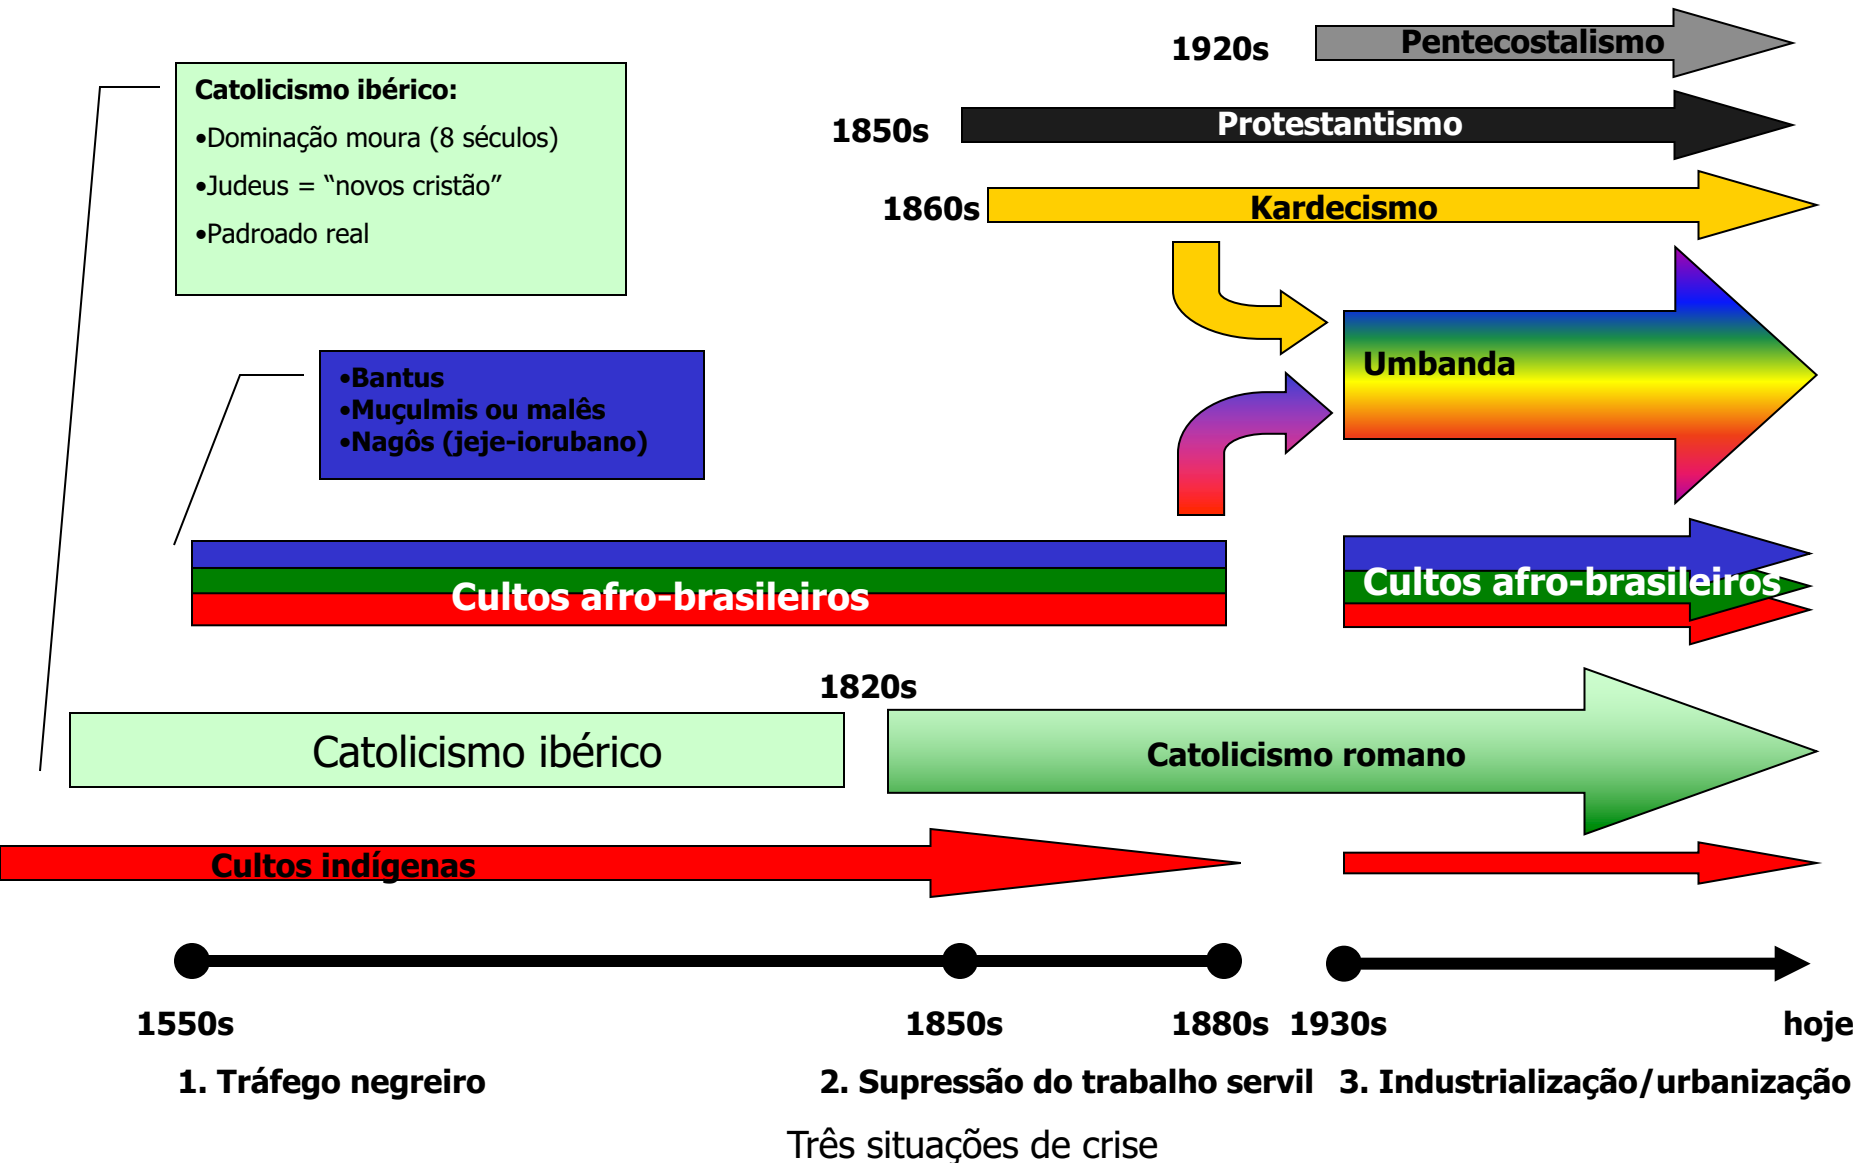 1920s
Pentecostalismo
Catolicismo ibérico:
•Dominação moura (8 séculos)
•Judeus = “novos cristão”
•Padroado real
1850s
Protestantismo
1860s
Kardecismo
Umbanda
•Bantus
•Muçulmis ou malês
•Nagôs (jeje-iorubano)
Cultos afro-brasileiros
Cultos afro-brasileiros
1820s
Catolicismo ibérico
Catolicismo romano
Cultos indígenas
1550s
1850s
1880s
1930s
hoje
1. Tráfego negreiro
2. Supressão do trabalho servil
3. Industrialização/urbanização
Três situações de crise